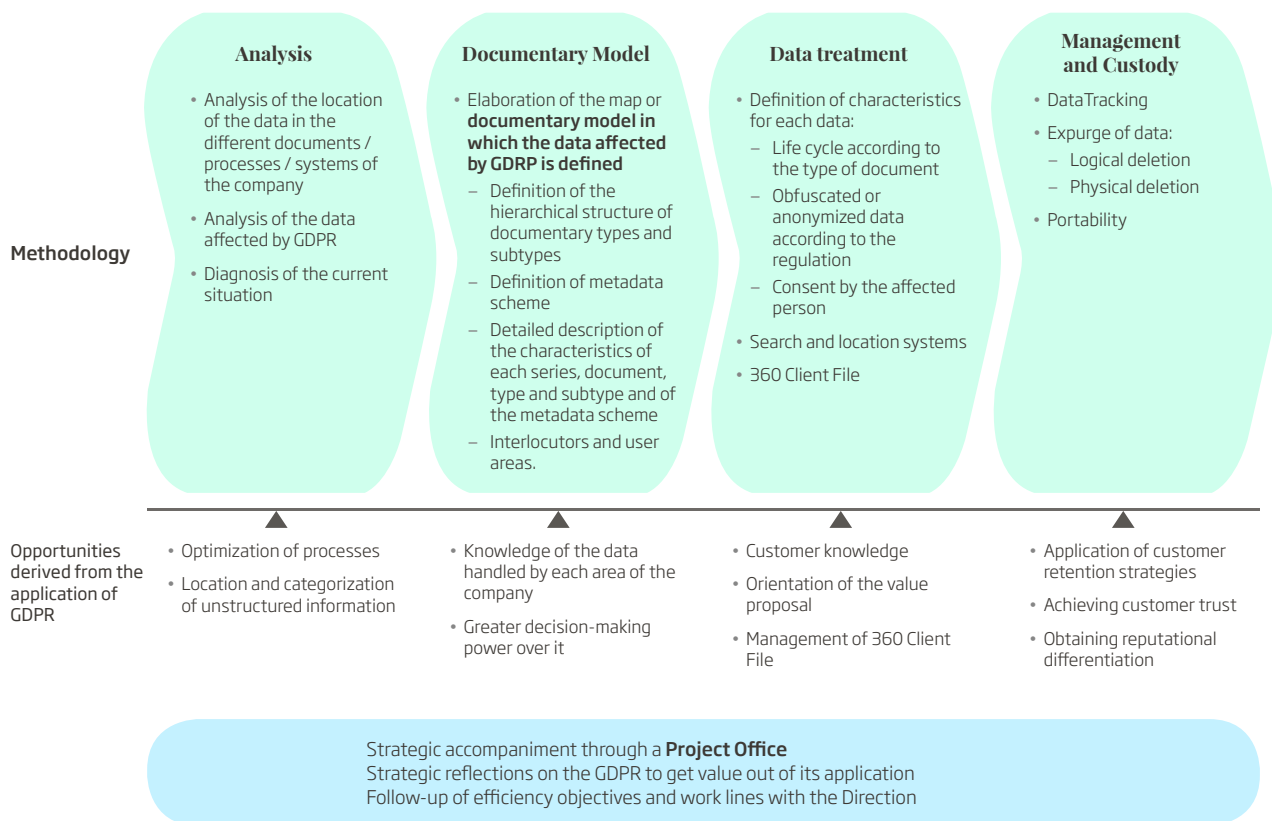 Analysis
• Analysis of the location
of the data in the
different documents /
processes / systems of
the company
• Analysis of the data
affected by GDPR
• Diagnosis of the current
situation
Documentary Model
• Elaboration of the map or
documentary model in
which the data affected
by GDRP is defined
– Definition of the
hierarchical structure of
documentary types and
subtypes
– Definition of metadata
scheme
– Detailed description of
the characteristics of
each series, document,
type and subtype and of
the metadata scheme
– Interlocutors and user
areas.
Data treatment
• Definition of characteristics
for each data:
– Life cycle according to
the type of document
– Obfuscated or
anonymized data
according to the
regulation
– Consent by the affected
person
• Search and location systems
• 360 Client File
Management
and Custody
• DataTracking
• Expurge of data:
– Logical deletion
– Physical deletion
• Portability
Methodology
Opportunities
derived from the
application of
GDPR
• Optimization of processes
• Location and categorization
of unstructured information
• Knowledge of the data
handled by each area of the
company
• Greater decision-making
power over it
• Customer knowledge
• Orientation of the value
proposal
• Management of 360 Client
File
• Application of customer
retention strategies
• Achieving customer trust
• Obtaining reputational
differentiation
Strategic accompaniment through a Project Office
Strategic reflections on the GDPR to get value out of its application
Follow-up of efficiency objectives and work lines with the Direction